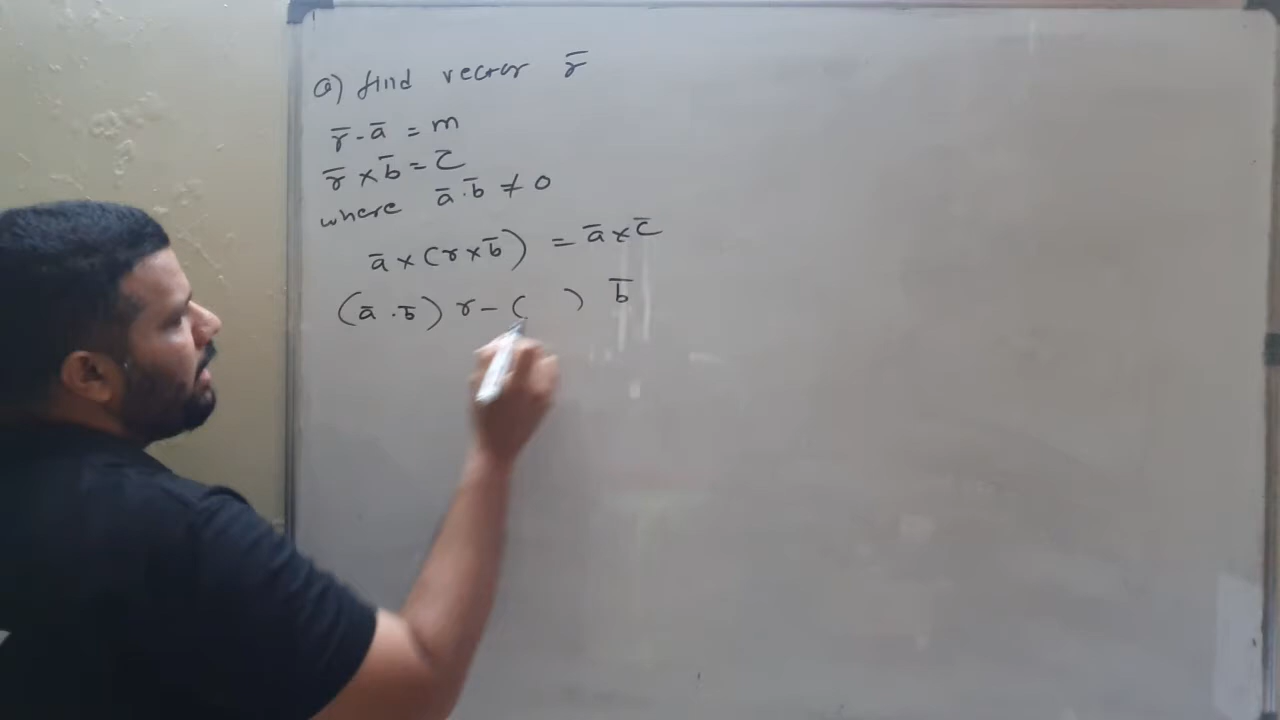 Q) find vector r̅
r̅ - a̅ = m
r̅ × b̅ = c̅
where a̅ . b̅ ≠ 0
a̅ × (r × b̅) = a̅ × c̅
(a̅ . b̅) r - ( ) b̅